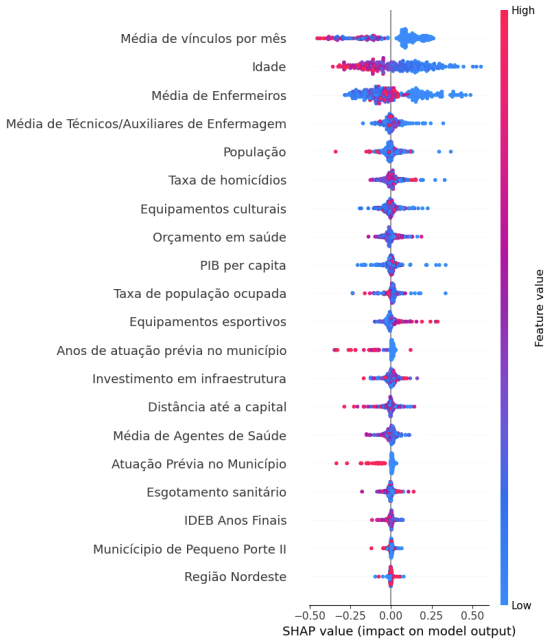 High
Média de vínculos por mês
Idade
Média de Enfermeiros
Média de Técnicos/Auxiliares de Enfermagem
População
Taxa de homicídios
Equipamentos culturais
Orçamento em saúde
PIB per capita
Taxa de população ocupada
Equipamentos esportivos
Anos de atuação prévia no município
Investimento em infraestrutura
Distância até a capital
Média de Agentes de Saúde
Atuação Prévia no Município
Esgotamento sanitário
IDEB Anos Finais
Municícipio de Pequeno Porte II
Região Nordeste
Feature value
Low
−0.50 −0.25 0.00 0.25 0.50
SHAP value (impact on model output)